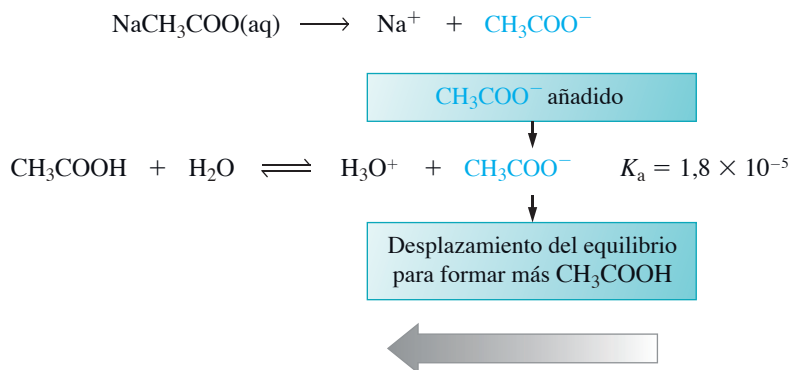 NaCH₃COO(aq) ⟶ Na⁺ + CH₃COO⁻
CH₃COO⁻ añadido
CH₃COOH + H₂O ⇌ H₃O⁺ + CH₃COO⁻ Kₐ = 1,8 × 10⁻⁵
Desplazamiento del equilibrio
para formar más CH₃COOH